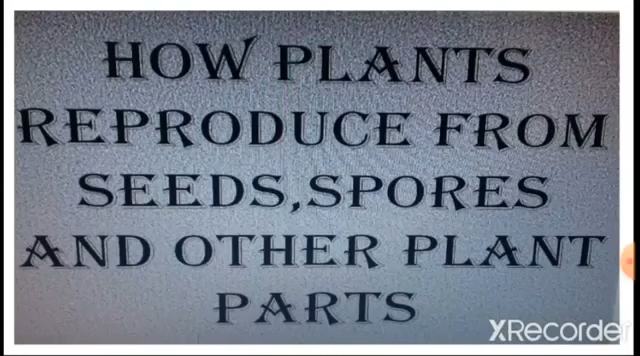 HOW PLANTS
REPRODUCE FROM
SEEDS,SPORES
AND OTHER PLANT
PARTS
XRecorder